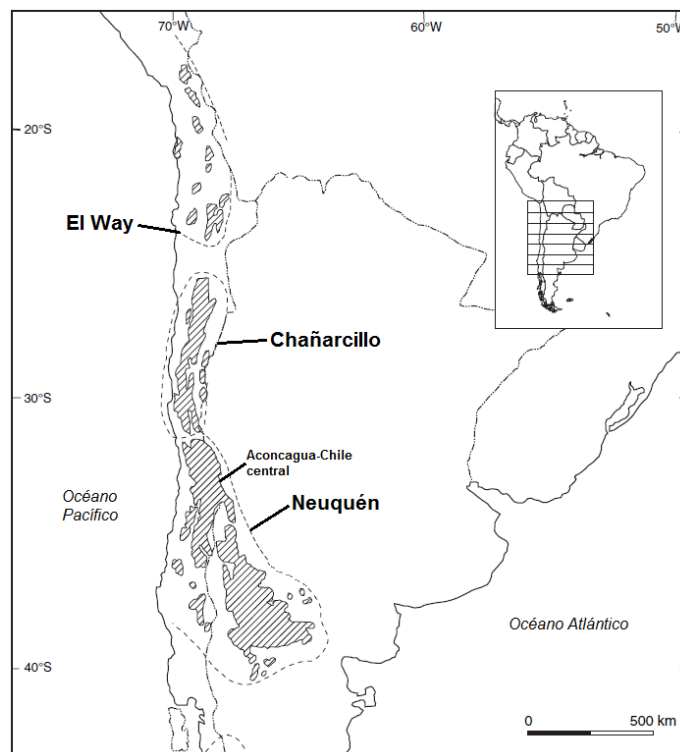 70°W
60°W
50°W
20°S
El Way
Chañarcillo
30°S
Aconcagua-Chile
central
Océano
Pacífico
Neuquén
Océano Atlántico
40°S
0
500 km